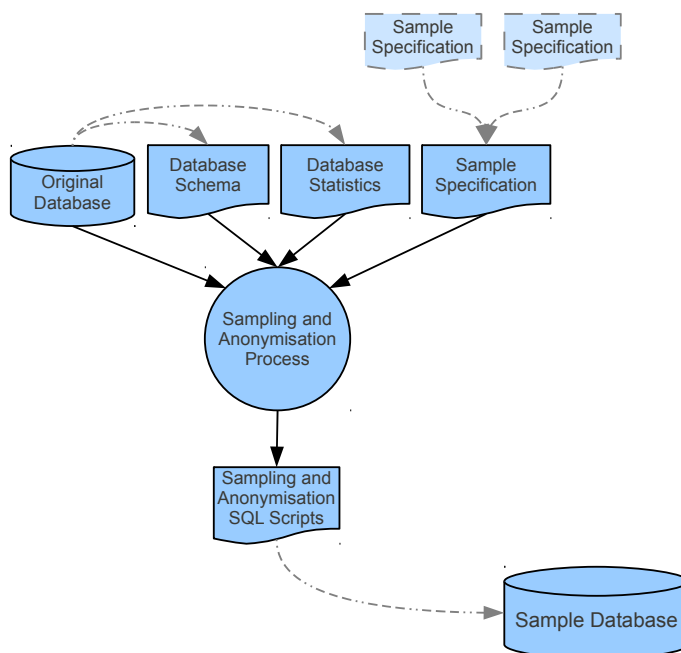 Sample
Specification
Sample
Specification
Original
Database
Database
Schema
Database
Statistics
Sample
Specification
Sampling and
Anonymisation
Process
Sampling and
Anonymisation
SQL Scripts
Sample Database